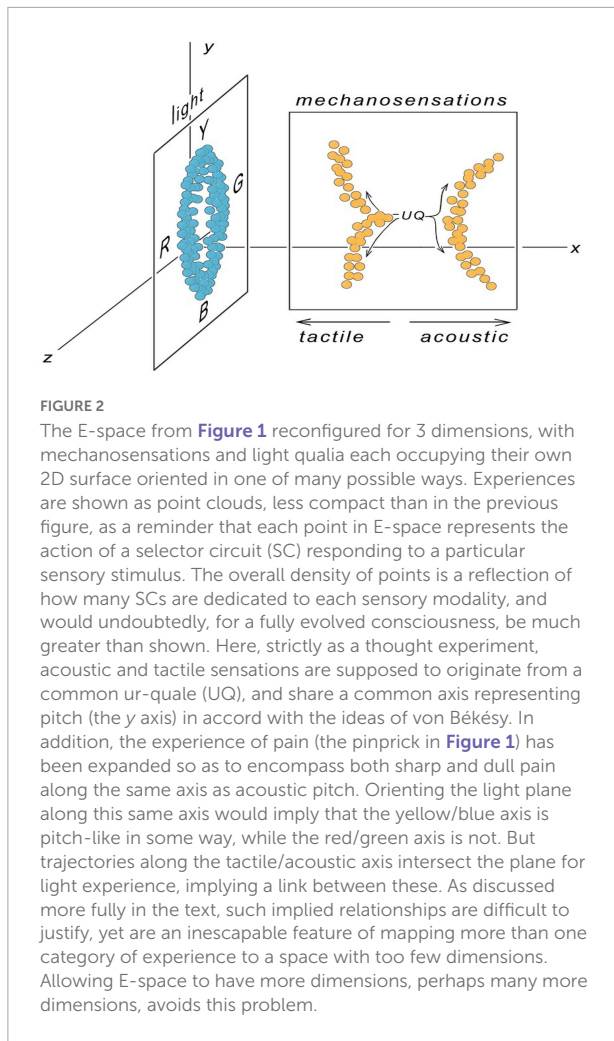 y
light
mechanosensations
Y
G
UQ
R
x
B
z
tactile
acoustic
FIGURE 2
The E-space from Figure 1 reconfigured for 3 dimensions, with
mechanosensations and light qualia each occupying their own
2D surface oriented in one of many possible ways. Experiences
are shown as point clouds, less compact than in the previous
figure, as a reminder that each point in E-space represents the
action of a selector circuit (SC) responding to a particular
sensory stimulus. The overall density of points is a reflection of
how many SCs are dedicated to each sensory modality, and
would undoubtedly, for a fully evolved consciousness, be much
greater than shown. Here, strictly as a thought experiment,
acoustic and tactile sensations are supposed to originate from a
common ur-quale (UQ), and share a common axis representing
pitch (the y axis) in accord with the ideas of von Békésy. In
addition, the experience of pain (the pinprick in Figure 1) has
been expanded so as to encompass both sharp and dull pain
along the same axis as acoustic pitch. Orienting the light plane
along this same axis would imply that the yellow/blue axis is
pitch-like in some way, while the red/green axis is not. But
trajectories along the tactile/acoustic axis intersect the plane for
light experience, implying a link between these. As discussed
more fully in the text, such implied relationships are difficult to
justify, yet are an inescapable feature of mapping more than one
category of experience to a space with too few dimensions.
Allowing E-space to have more dimensions, perhaps many more
dimensions, avoids this problem.